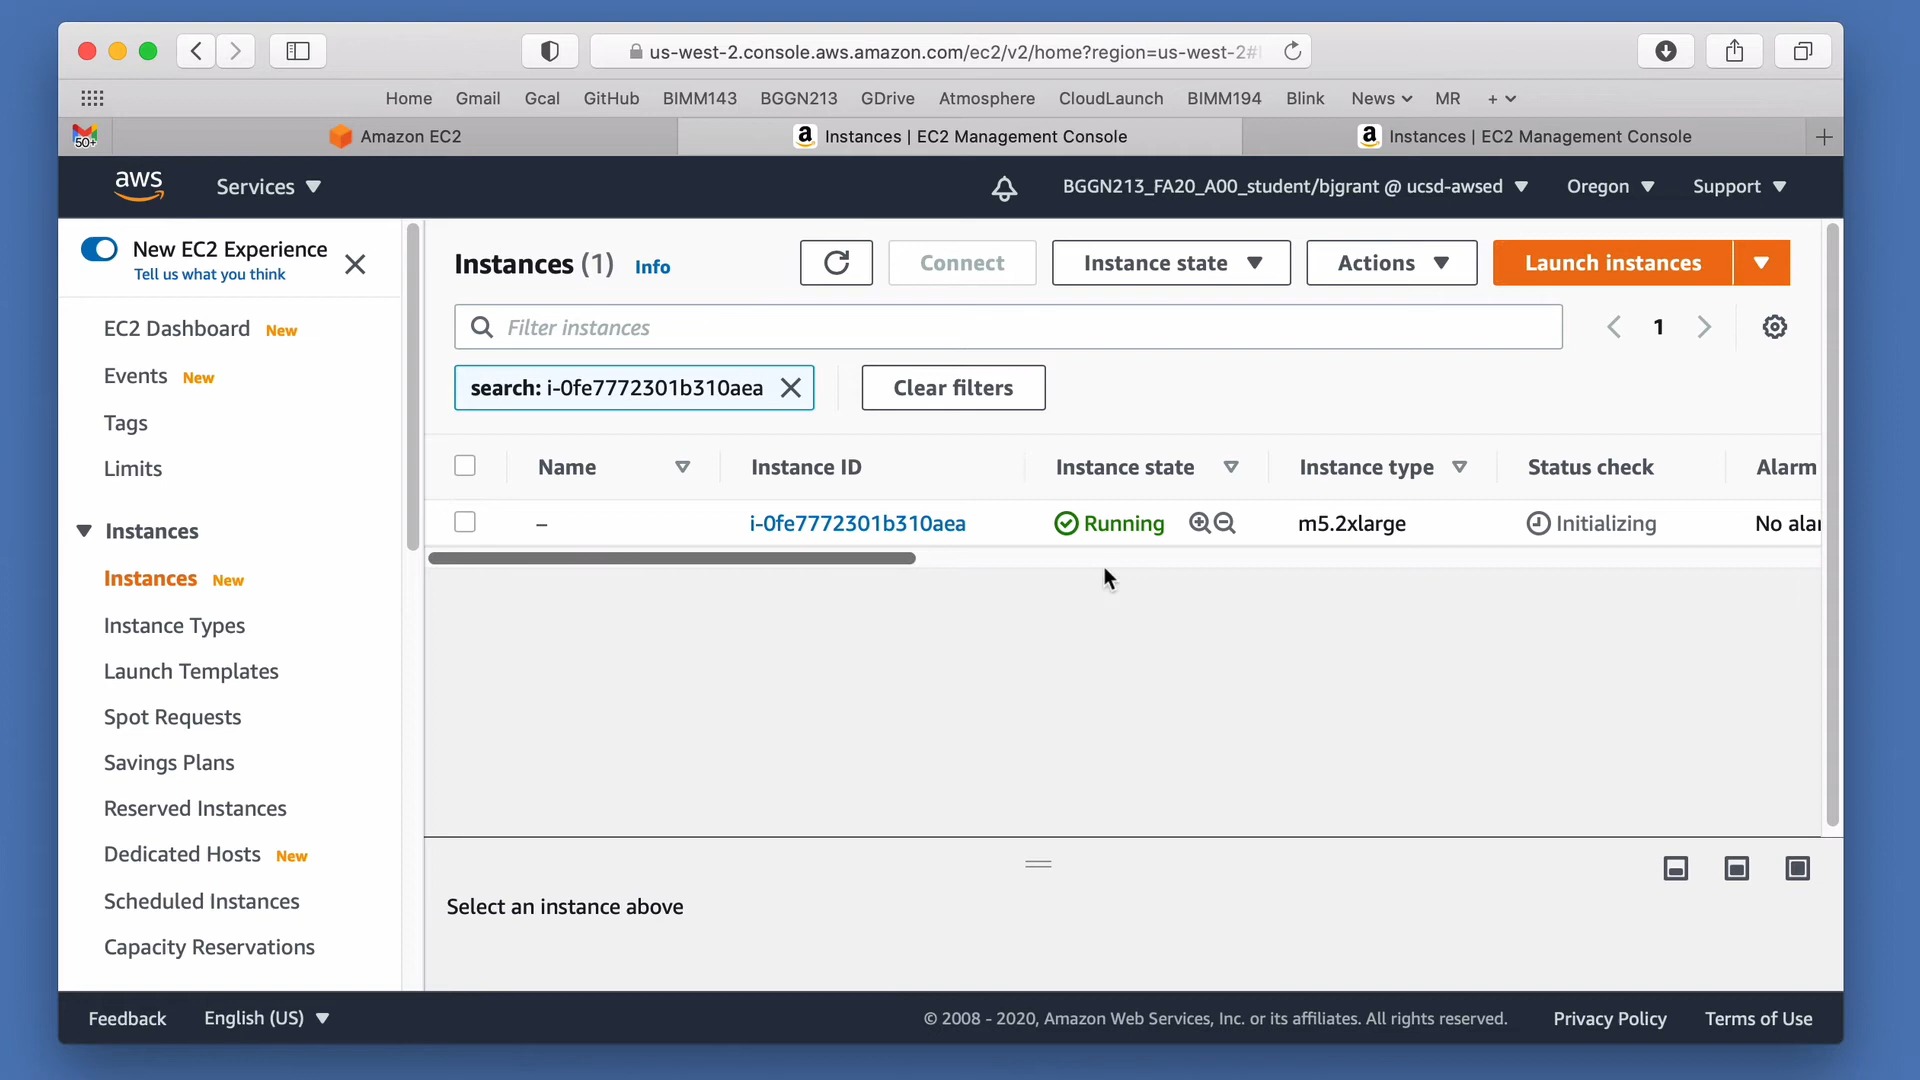 us-west-2.console.aws.amazon.com/ec2/v2/home?region=us-west-2#
Home Gmail Gcal GitHub BIMM143 BGGN213 GDrive Atmosphere CloudLaunch BIMM194 Blink News MR +
50+ Amazon EC2 a Instances | EC2 Management Console a Instances | EC2 Management Console +
aws Services BGGN213_FA20_A00_student/bjgrant @ ucsd-awsed Oregon Support
New EC2 Experience
Tell us what you think
EC2 Dashboard New
Events New
Tags
Limits
Instances
Instances New
Instance Types
Launch Templates
Spot Requests
Savings Plans
Reserved Instances
Dedicated Hosts New
Scheduled Instances
Capacity Reservations
Instances (1) Info Connect Instance state Actions Launch instances
Filter instances 1
search: i-0fe7772301b310aea Clear filters
Name Instance ID Instance state Instance type Status check Alarm
– i-0fe7772301b310aea Running m5.2xlarge Initializing No alar
Select an instance above
Feedback English (US) © 2008 - 2020, Amazon Web Services, Inc. or its affiliates. All rights reserved. Privacy Policy Terms of Use